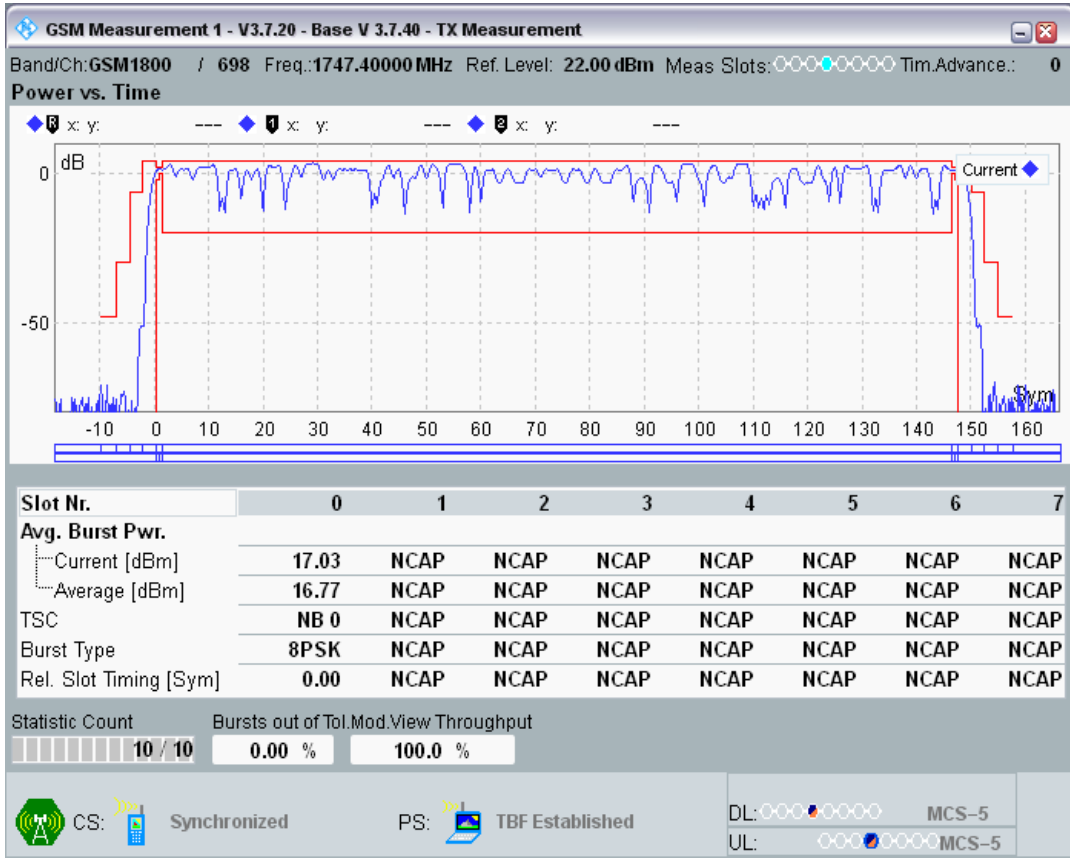 GSM Measurement 1 - V3.7.20 - Base V 3.7.40 - TX Measurement
Band/Ch:GSM1800 / 698 Freq.:1747.40000 MHz Ref. Level: 22.00 dBm Meas Slots: Tim.Advance.: 0
Power vs. Time
R x: y: --- 1 x: y: --- 2 x: y: ---
dB
Current
0
-50
Sym
-10 0 10 20 30 40 50 60 70 80 90 100 110 120 130 140 150 160
Slot Nr. 0 1 2 3 4 5 6 7
Avg. Burst Pwr.
Current [dBm] 17.03 NCAP NCAP NCAP NCAP NCAP NCAP NCAP
Average [dBm] 16.77 NCAP NCAP NCAP NCAP NCAP NCAP NCAP
TSC NB 0 NCAP NCAP NCAP NCAP NCAP NCAP NCAP
Burst Type 8PSK NCAP NCAP NCAP NCAP NCAP NCAP NCAP
Rel. Slot Timing [Sym] 0.00 NCAP NCAP NCAP NCAP NCAP NCAP NCAP
Statistic Count Bursts out of Tol.Mod.View Throughput
10 / 10 0.00 % 100.0 %
CS: Synchronized PS: TBF Established
DL: MCS-5
UL: MCS-5